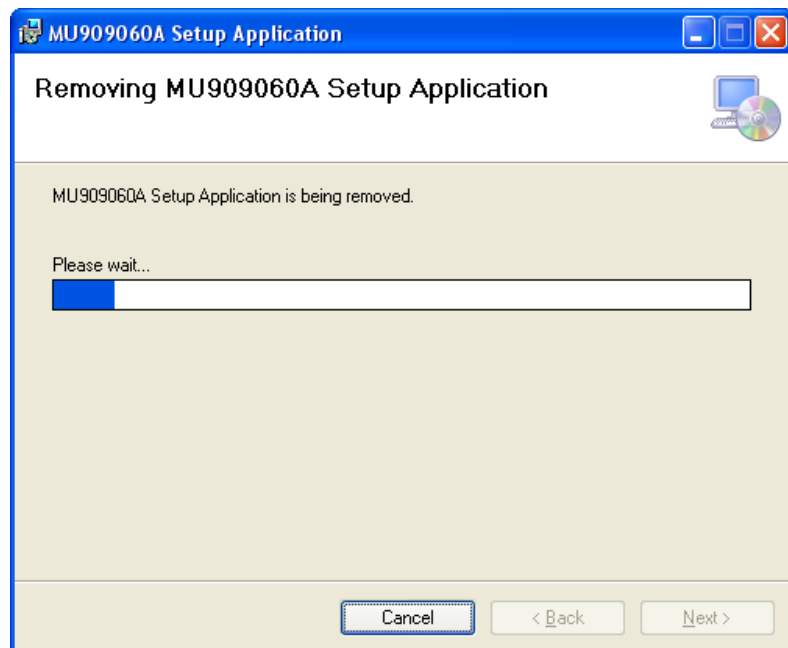 MU909060A Setup Application
Removing MU909060A Setup Application
MU909060A Setup Application is being removed.
Please wait...
Cancel
< Back
Next >